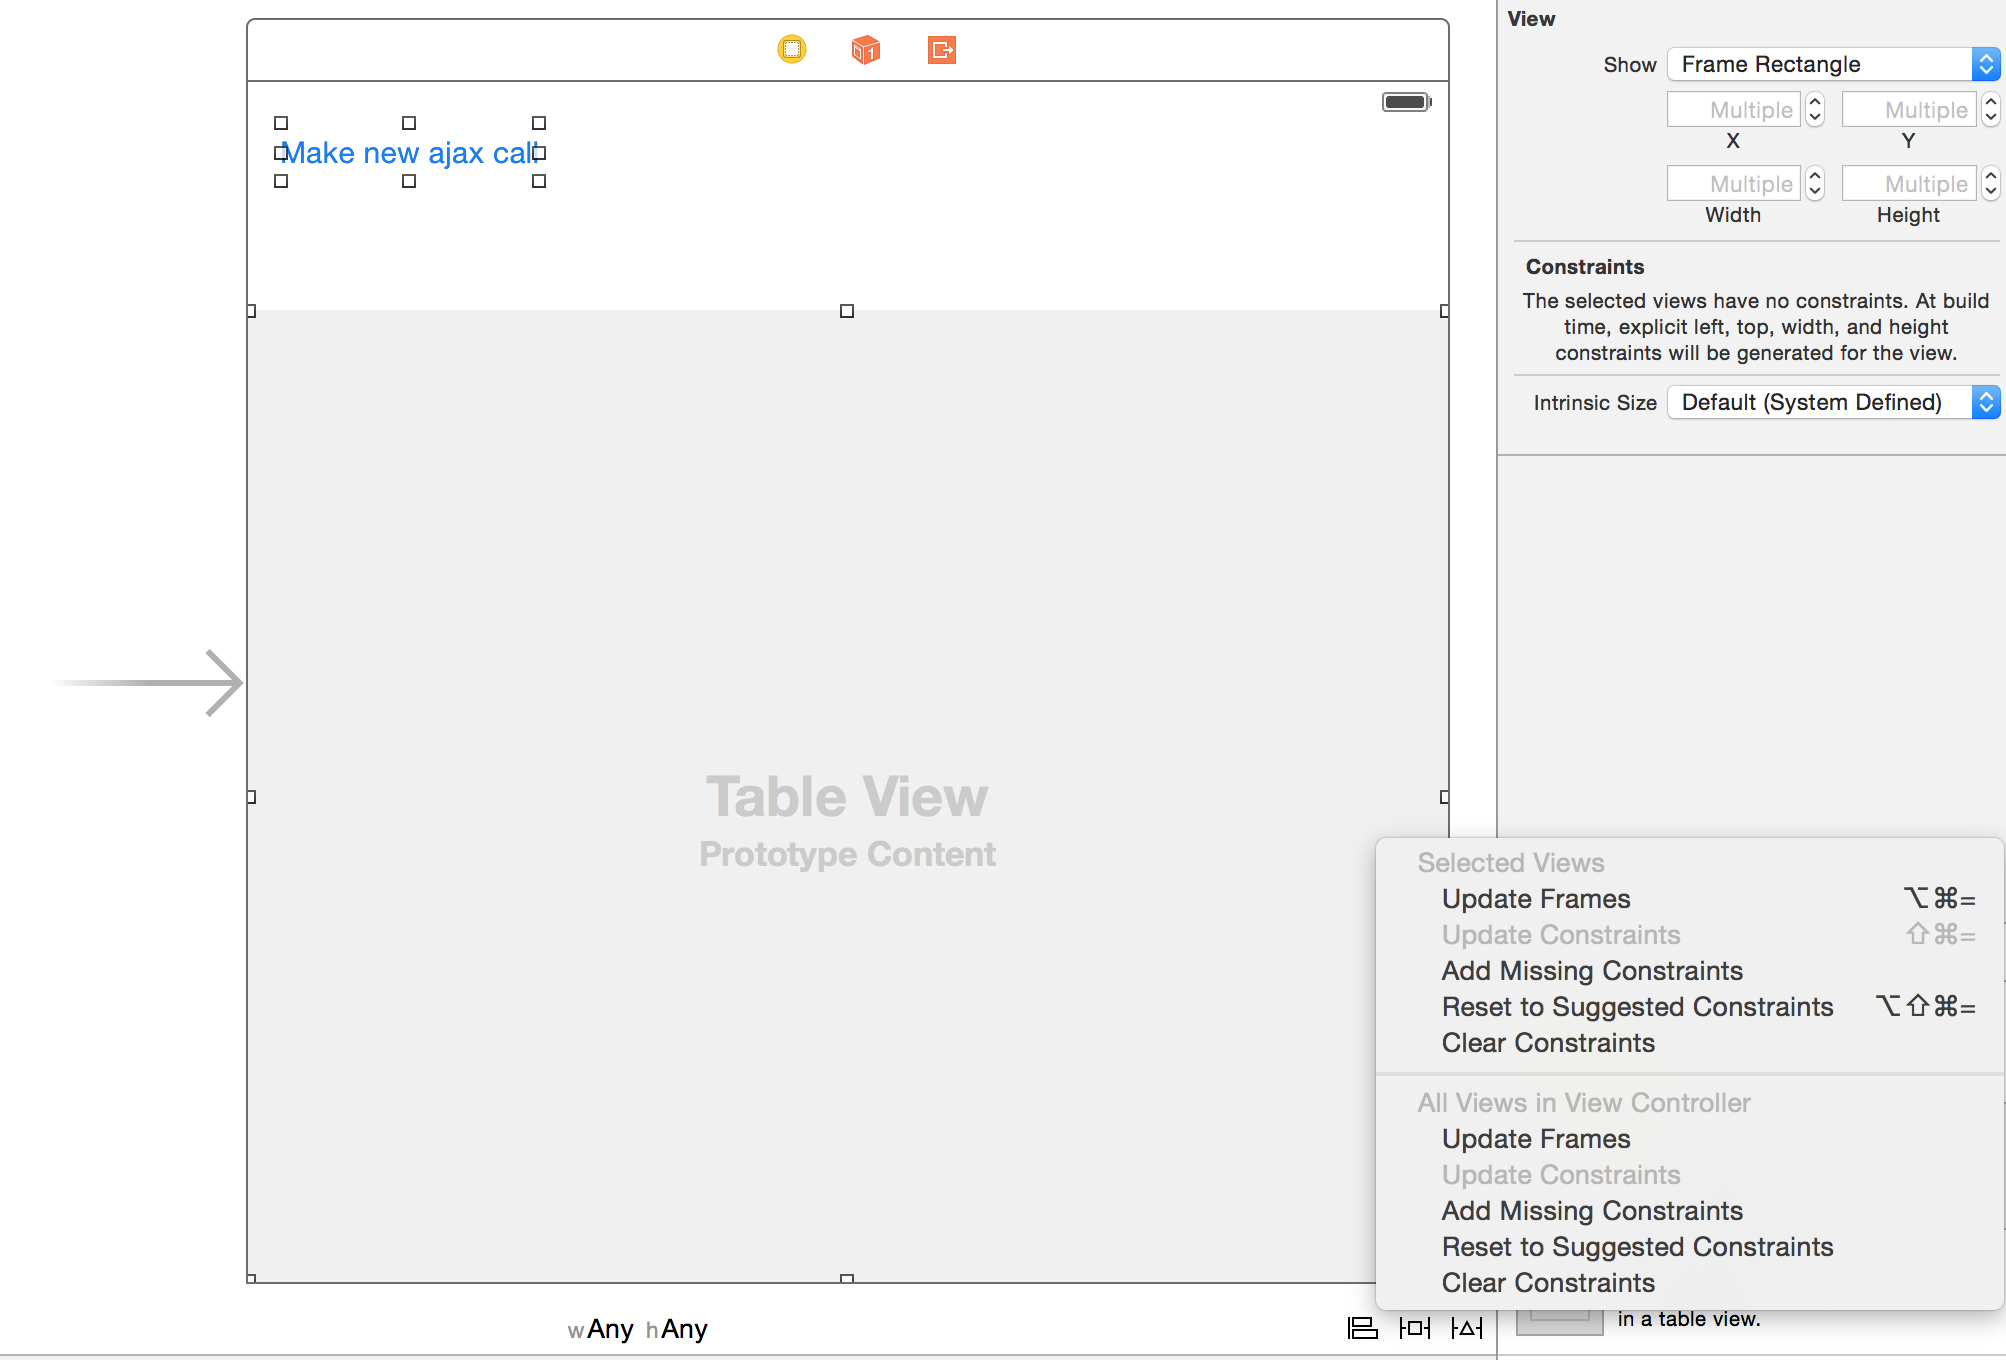 View
Show Frame Rectangle
Multiple Multiple
X Y
Multiple Multiple
Width Height
Constraints
The selected views have no constraints. At build
time, explicit left, top, width, and height
constraints will be generated for the view.
Intrinsic Size Default (System Defined)
1
Make new ajax call
Table View
Prototype Content
Selected Views
Update Frames ⌥⌘=
Update Constraints ⇧⌘=
Add Missing Constraints
Reset to Suggested Constraints ⌥⇧⌘=
Clear Constraints
All Views in View Controller
Update Frames
Update Constraints
Add Missing Constraints
Reset to Suggested Constraints
Clear Constraints
in a table view.
wAny hAny